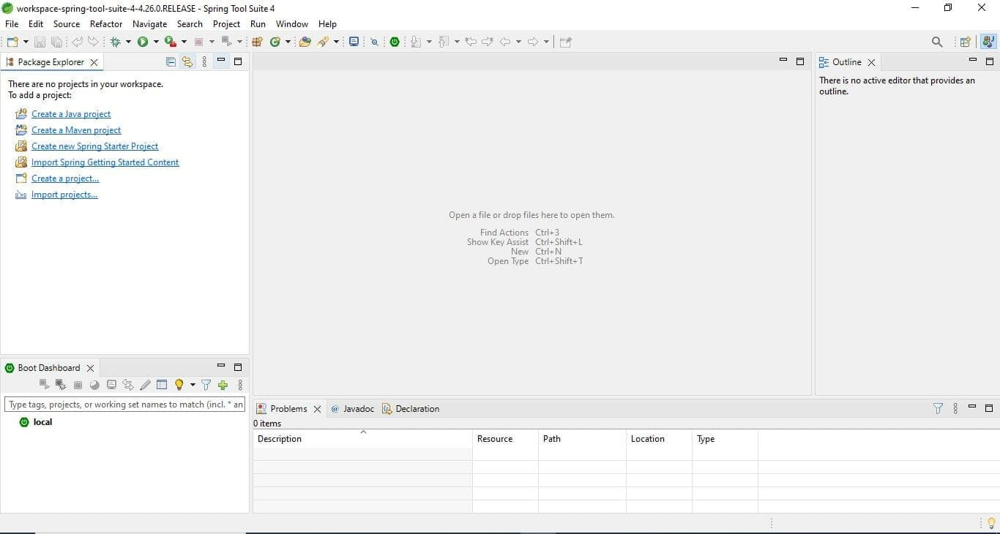 workspace-spring-tool-suite-4-4.26.0.RELEASE - Spring Tool Suite 4
File Edit Source Refactor Navigate Search Project Run Window Help
Package Explorer
There are no projects in your workspace.
To add a project:
Create a Java project
Create a Maven project
Create new Spring Starter Project
Import Spring Getting Started Content
Create a project...
Import projects...
Open a file or drop files here to open them.
Find Actions Ctrl+3
Show Key Assist Ctrl+Shift+L
New Ctrl+N
Open Type Ctrl+Shift+T
Outline
There is no active editor that provides an
outline.
Boot Dashboard
Type tags, projects, or working set names to match (incl. * an
local
Problems @ Javadoc Declaration
0 items
Description Resource Path Location Type